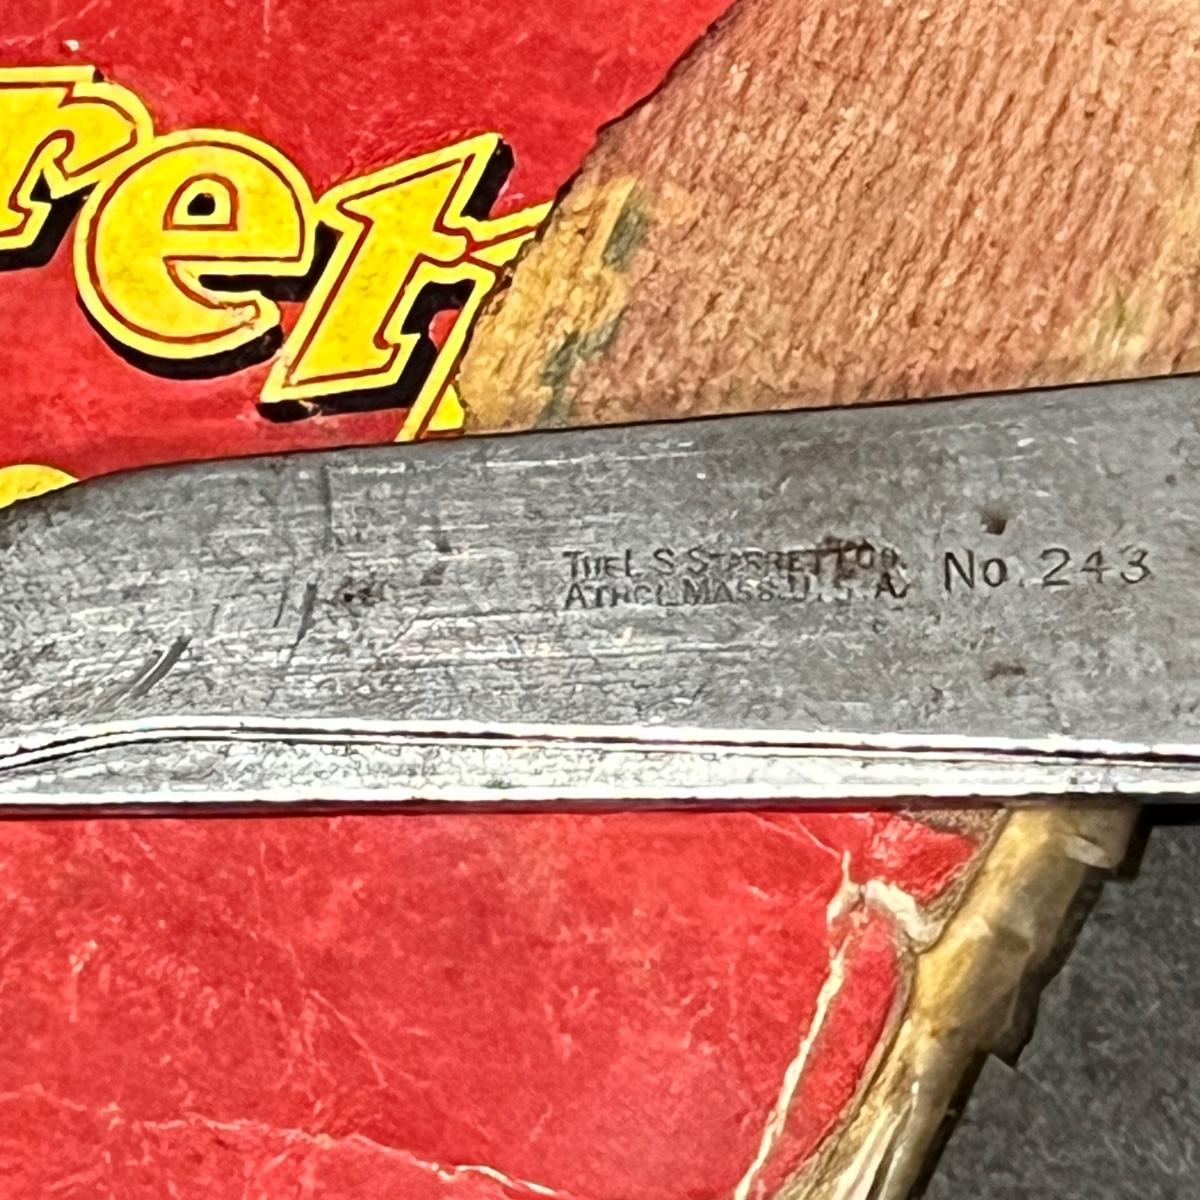 ret
THE L. S. STARRETT CO.
ATHOL, MASS. U. S. A.
No. 243